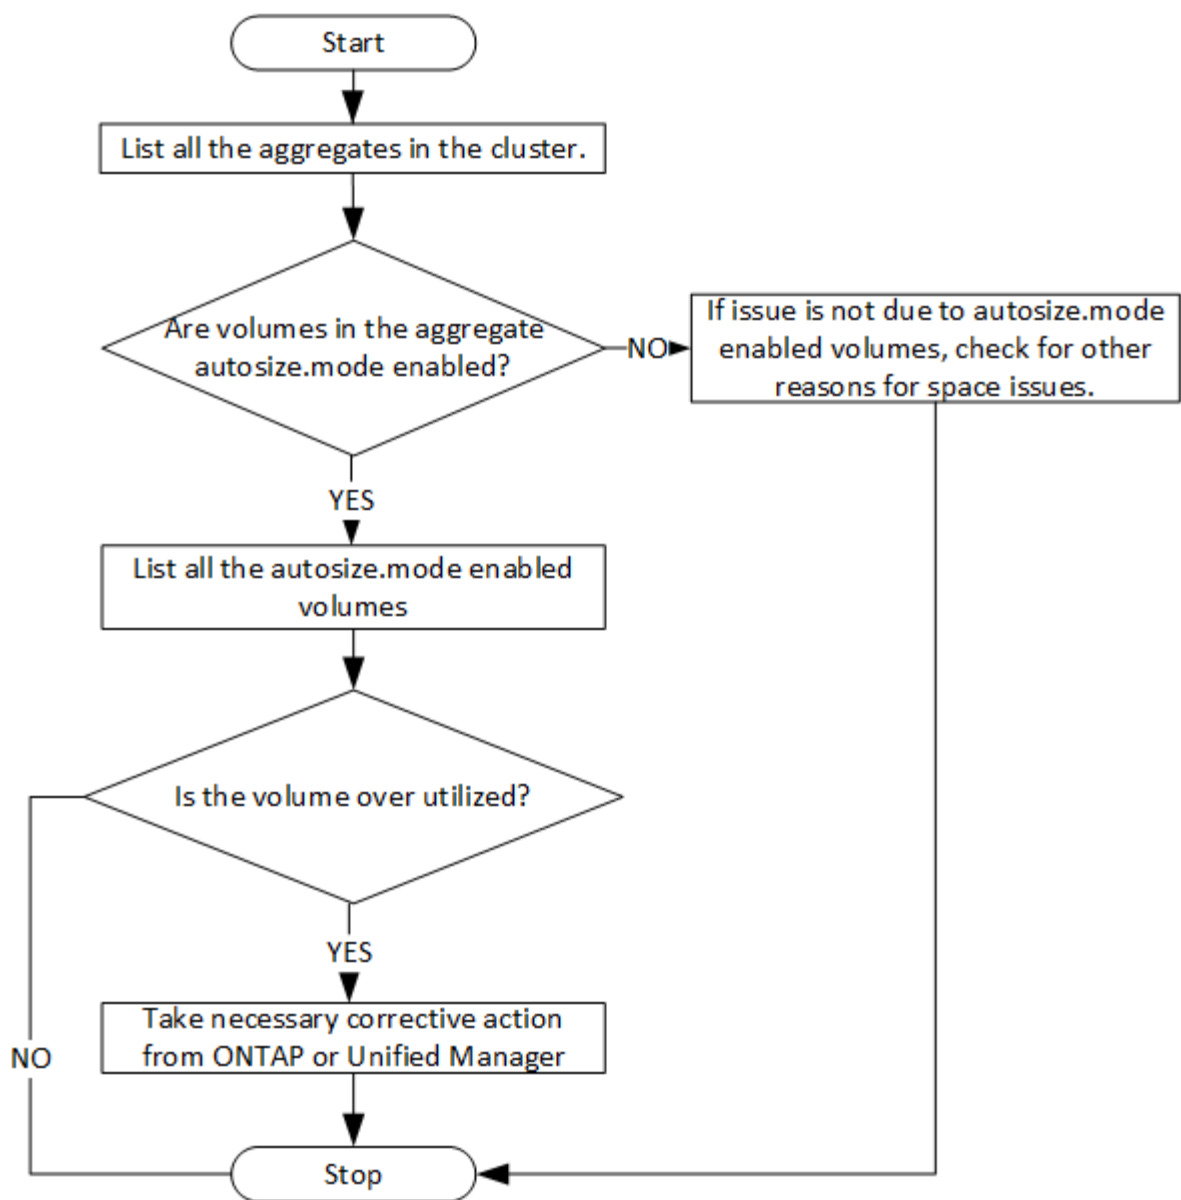 Start
List all the aggregates in the cluster.
Are volumes in the aggregate
autosize.mode enabled?
NO
If issue is not due to autosize.mode
enabled volumes, check for other
reasons for space issues.
YES
List all the autosize.mode enabled
volumes
Is the volume over utilized?
YES
Take necessary corrective action
from ONTAP or Unified Manager
NO
Stop